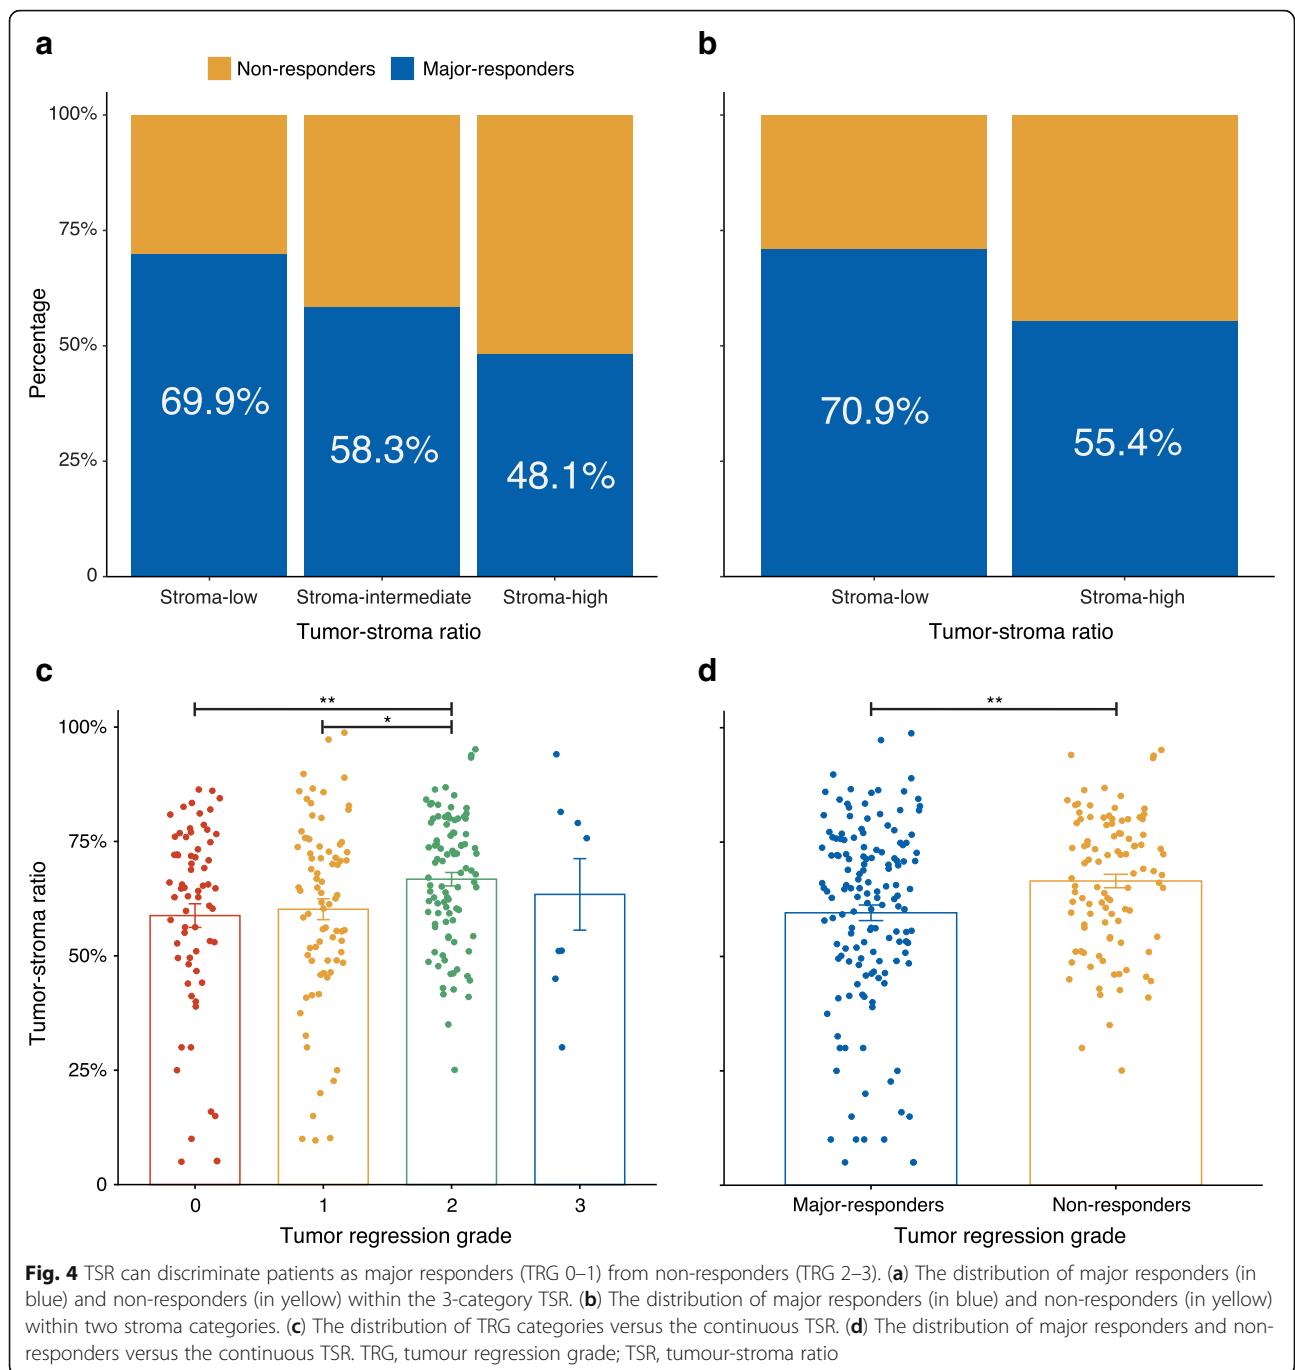 a
b
Non-responders Major-responders
100%
75%
50%
25%
0
Percentage
69.9%
58.3%
48.1%
70.9%
55.4%
Stroma-low Stroma-intermediate Stroma-high
Tumor-stroma ratio
Stroma-low Stroma-high
Tumor-stroma ratio
c
d
**
*
**
100%
75%
50%
25%
0
Tumor-stroma ratio
0 1 2 3
Tumor regression grade
Major-responders Non-responders
Tumor regression grade
Fig. 4 TSR can discriminate patients as major responders (TRG 0–1) from non-responders (TRG 2–3). (a) The distribution of major responders (in
blue) and non-responders (in yellow) within the 3-category TSR. (b) The distribution of major responders (in blue) and non-responders (in yellow)
within two stroma categories. (c) The distribution of TRG categories versus the continuous TSR. (d) The distribution of major responders and non-
responders versus the continuous TSR. TRG, tumour regression grade; TSR, tumour-stroma ratio